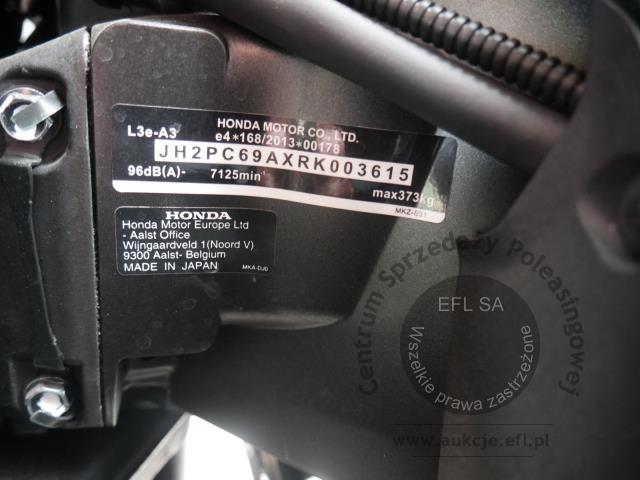 L3e-A3 HONDA MOTOR CO., LTD.
e4*168/2013*00178
JH2PC69AXRK003615
96dB(A)- 7125min⁻¹ max373kg
MKZ-E31
HONDA
Honda Motor Europe Ltd
- Aalst Office
Wijngaardveld 1(Noord V)
9300 Aalst- Belgium
MADE IN JAPAN MKA-DJ0
Centrum Sprzedaży Poleasingowej
EFL SA
Wszelkie prawa zastrzeżone
www.aukcje.efl.pl